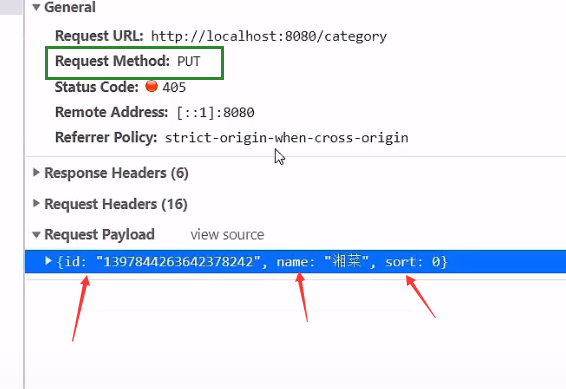 General
Request URL: http://localhost:8080/category
Request Method: PUT
Status Code: 405
Remote Address: [::1]:8080
Referrer Policy: strict-origin-when-cross-origin
Response Headers (6)
Request Headers (16)
Request Payload view source
{id: "1397844263642378242", name: "湘菜", sort: 0}